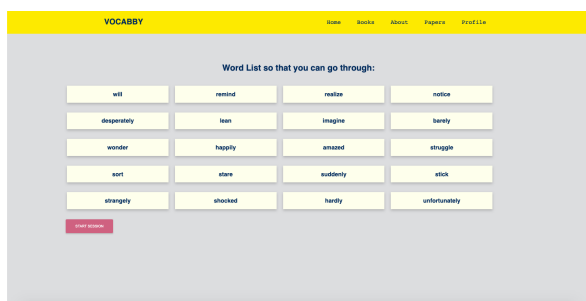 VOCABBY Home Books About Papers Profile
Word List so that you can go through:
will remind realize notice
desperately lean imagine barely
wonder happily amazed struggle
sort stare suddenly stick
strangely shocked hardly unfortunately
START SESSION